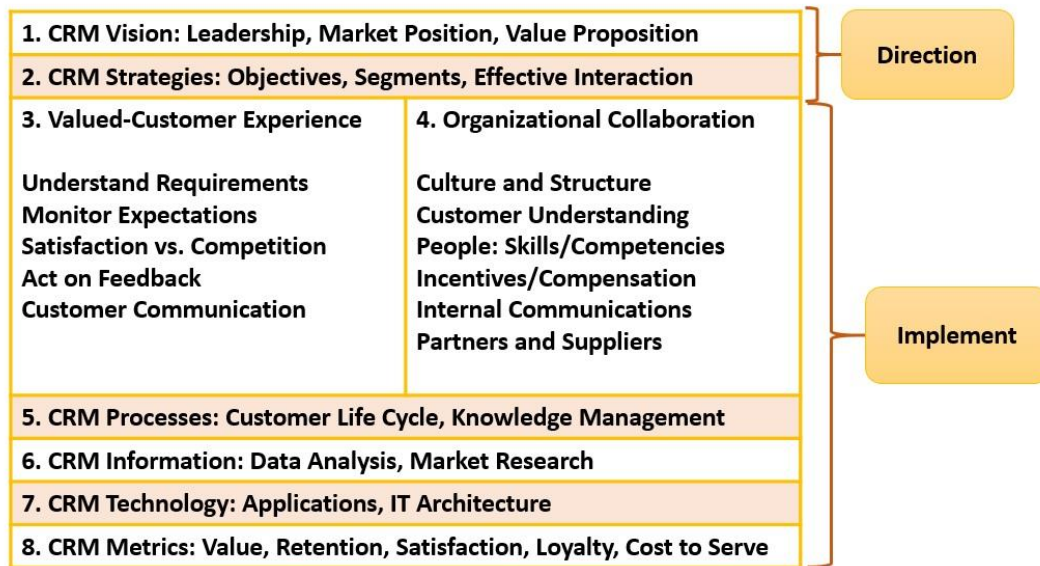 1. CRM Vision: Leadership, Market Position, Value Proposition
2. CRM Strategies: Objectives, Segments, Effective Interaction
Direction
3. Valued-Customer Experience
Understand Requirements
Monitor Expectations
Satisfaction vs. Competition
Act on Feedback
Customer Communication
4. Organizational Collaboration
Culture and Structure
Customer Understanding
People: Skills/Competencies
Incentives/Compensation
Internal Communications
Partners and Suppliers
Implement
5. CRM Processes: Customer Life Cycle, Knowledge Management
6. CRM Information: Data Analysis, Market Research
7. CRM Technology: Applications, IT Architecture
8. CRM Metrics: Value, Retention, Satisfaction, Loyalty, Cost to Serve